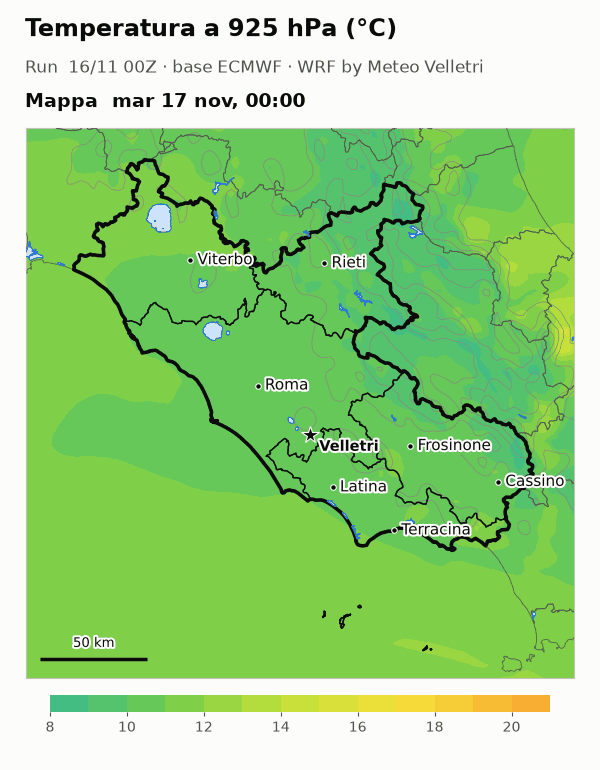 Temperatura a 925 hPa (°C)
Run  16/11 00Z · base ECMWF · WRF by Meteo Velletri
Mappa  mar 17 nov, 00:00
Viterbo
Rieti
Roma
Velletri
Frosinone
Cassino
Latina
Terracina
50 km
8 10 12 14 16 18 20